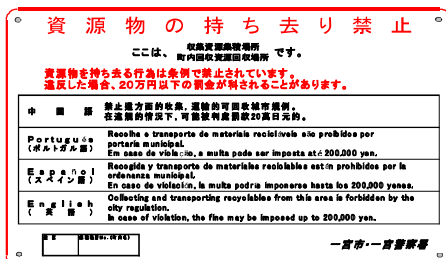 資源物の持ち去り禁止
ここは、収集資源集積場所 です。
町内回収資源回収場所
資源物を持ち去る行為は条例で禁止されています。
違反した場合、20万円以下の罰金が科されることがあります。
中国語
禁止違方面的收集，運輸的可回收城市規例。
在違規的情況下，可能被判處罰款20萬日元的。
Português
(ポルトガル語)
Recolha e transporte de materiais recicláveis são proibidos per
portaria municipal.
Em caso de violação, a multa pode ser imposta até 200,000 yen.
Español
(スペイン語)
Recogida y transporte de materiales reciclables están prohibidos por la
ordenanza municipal.
En caso de violación, la multa podría imponerse hasta los 200,000 yenes.
English
(英語)
Collecting and transporting recyclables from this area is forbidden by the
city regulation.
In case of violation, the fine may be imposed up to 200,000 yen.
一宮市・一宮警察署